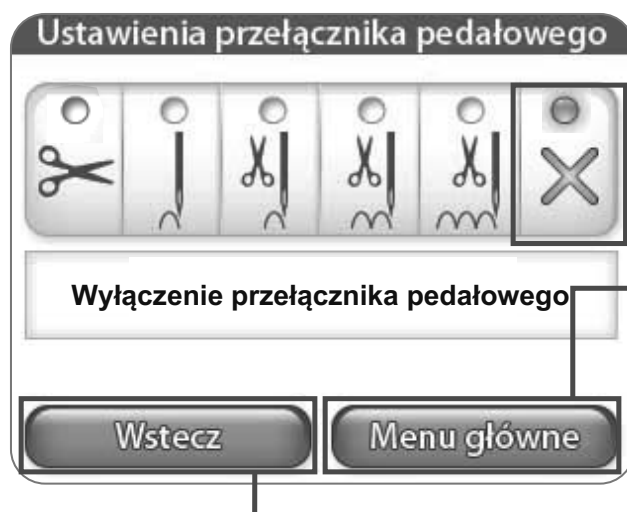 Ustawienia przełącznika pedałowego
Wyłączenie przełącznika pedałowego
Wstecz
Menu główne